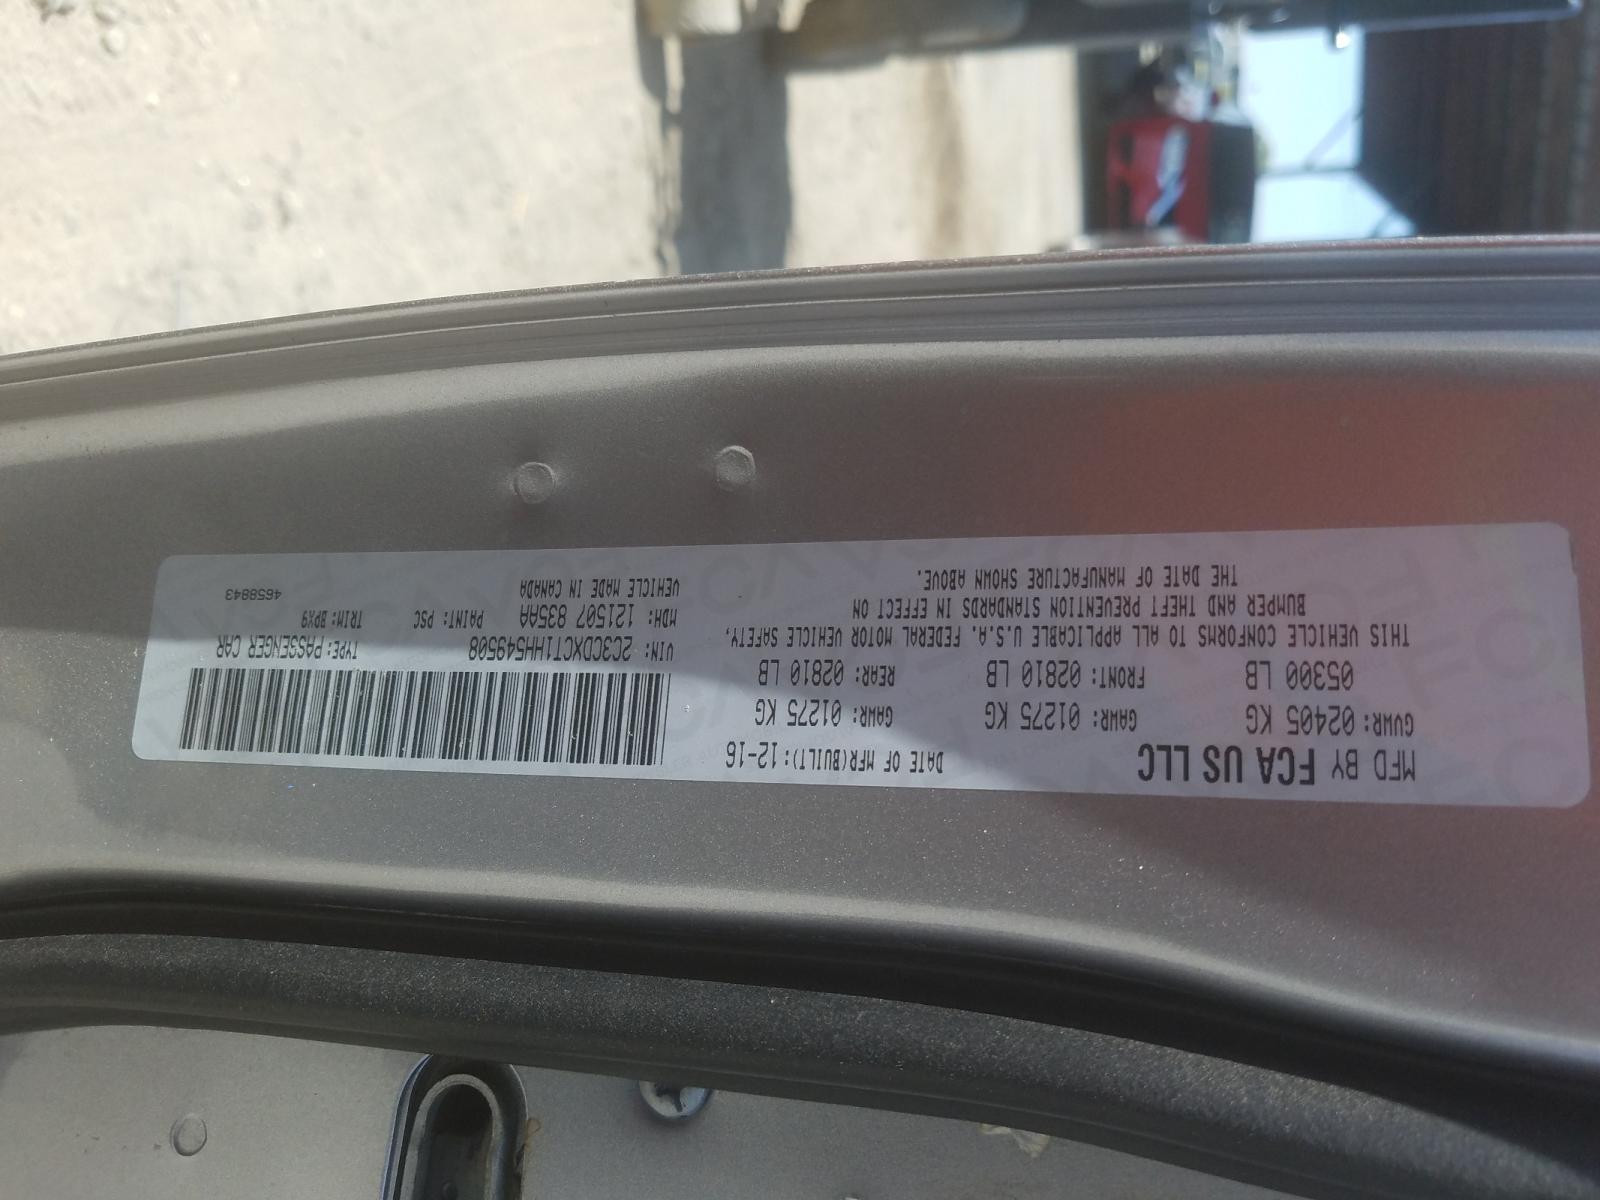 MFD BY FCA US LLC
DATE OF MFR(BUILT): 12-16
GVWR: 02405 KG GAWR: 01275 KG GAWR: 01275 KG
05300 LB FRONT: 02810 LB REAR: 02810 LB
THIS VEHICLE CONFORMS TO ALL APPLICABLE U.S.A. FEDERAL MOTOR VEHICLE SAFETY,
BUMPER AND THEFT PREVENTION STANDARDS IN EFFECT ON
THE DATE OF MANUFACTURE SHOWN ABOVE.
VIN: 2C3CDXCT1HH549508 TYPE: PASSENGER CAR
MDH: 121507 835AA PAINT: PSC TRIM: BPX9
VEHICLE MADE IN CANADA 4658843